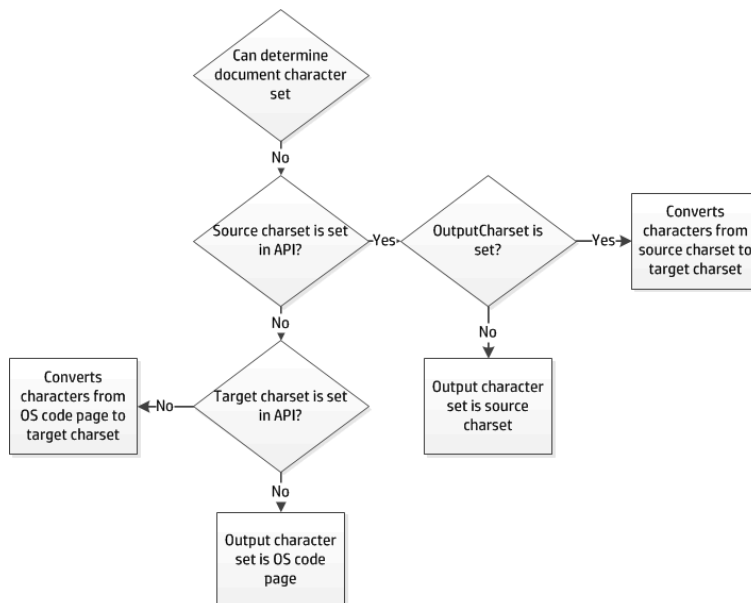 Can determine
document character
set
No
Source charset is set
in API?
Yes
OutputCharset is
set?
Yes
Converts
characters from
source charset to
target charset
No
No
Converts
characters from
OS code page to
target charset
No
Target charset is set
in API?
Output character
set is source
charset
No
Output character
set is OS code
page